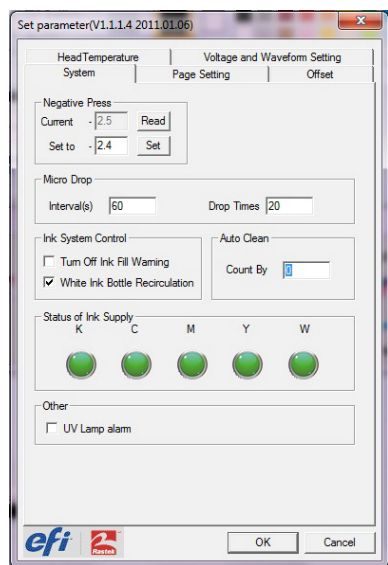 Set parameter(V1.1.1.4 2011.01.06)
HeadTemperature Voltage and Waveform Setting
System Page Setting Offset
Negative Press
Current - 2.5 Read
Set to - 2.4 Set
Micro Drop
Interval(s) 60 Drop Times 20
Ink System Control Auto Clean
Turn Off Ink Fill Warning
Count By 0
White Ink Bottle Recirculation
Status of Ink Supply
K C M Y W
Other
UV Lamp alarm
efi Rastek OK Cancel